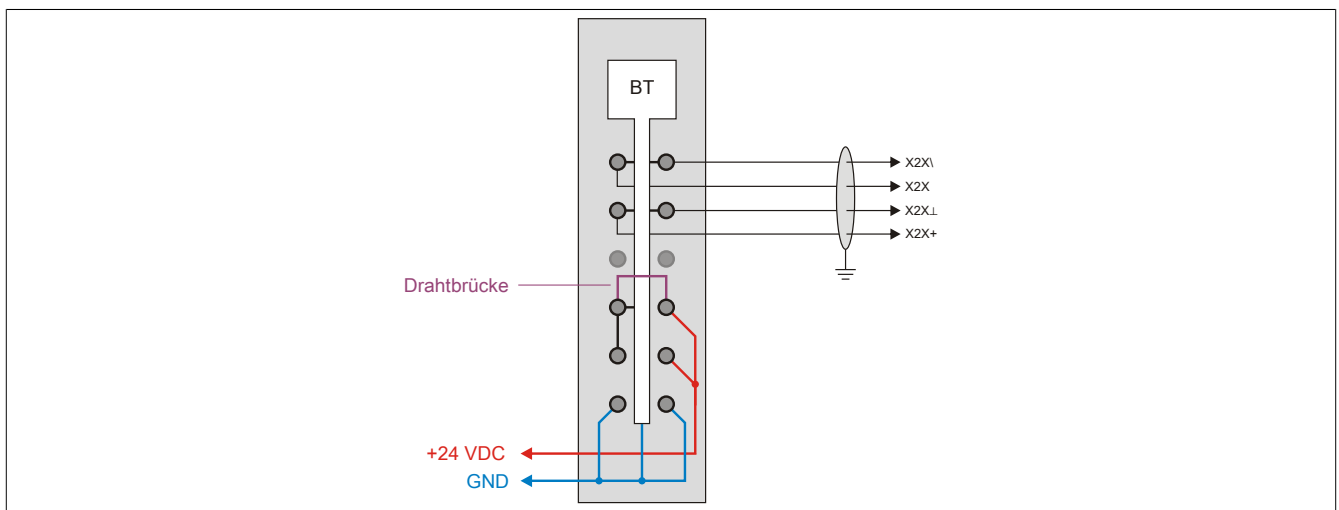 BT
X2X\
X2X
X2X⊥
X2X+
Drahtbrücke
+24 VDC
GND